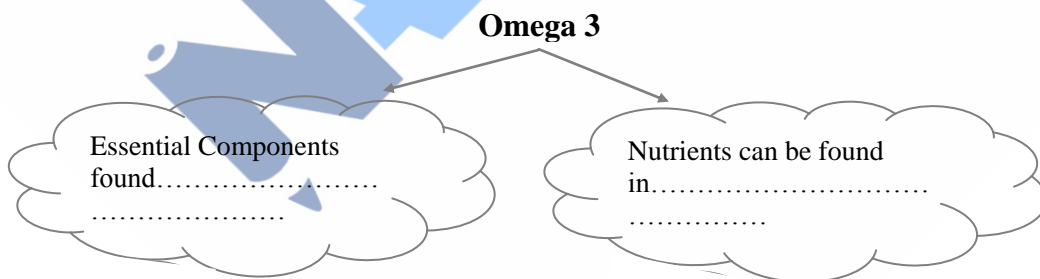 Omega 3
Essential Components
found……………………
…………………
Nutrients can be found
in…………………………
……………